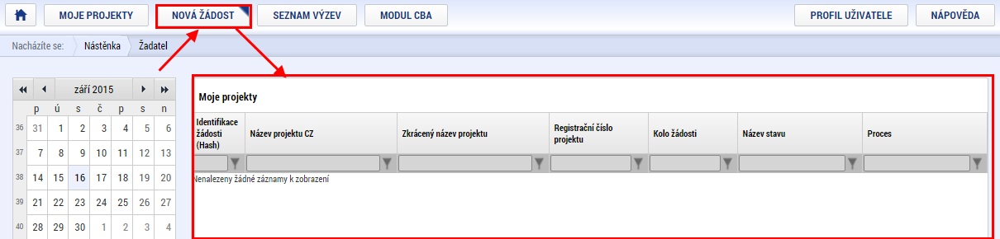 MOJE PROJEKTY NOVÁ ŽÁDOST SEZNAM VÝZEV MODUL CBA PROFIL UŽIVATELE NÁPOVĚDA
Nacházíte se: Nástěnka Žadatel
září 2015
p ú s č p s n
36 31 1 2 3 4 5 6
37 7 8 9 10 11 12 13
38 14 15 16 17 18 19 20
39 21 22 23 24 25 26 27
40 28 29 30 1 2 3 4
Moje projekty
Identifikace žádosti (Hash) Název projektu CZ Zkrácený název projektu Registrační číslo projektu Kolo žádosti Název stavu Proces
Nenalezeny žádné záznamy k zobrazení